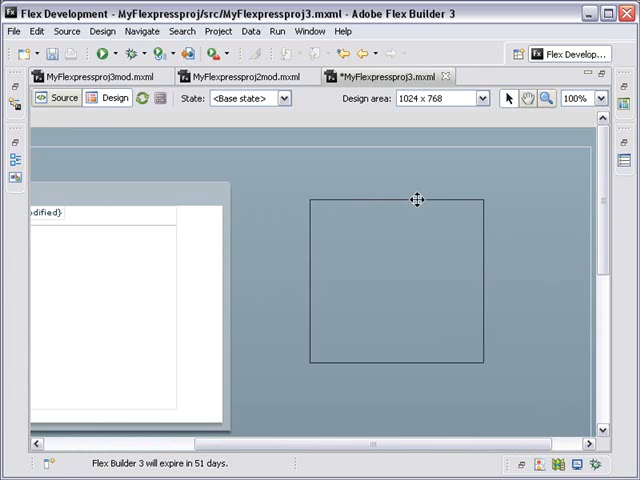 Flex Development - MyFlexpressproj/src/MyFlexpressproj3.mxml - Adobe Flex Builder 3
File Edit Source Design Navigate Search Project Data Run Window Help
Flex Develop...
MyFlexpressproj3mod.mxml MyFlexpressproj2mod.mxml *MyFlexpressproj3.mxml
Source Design State: <Base state> Design area: 1024 x 768 100%
odified}
Flex Builder 3 will expire in 51 days.